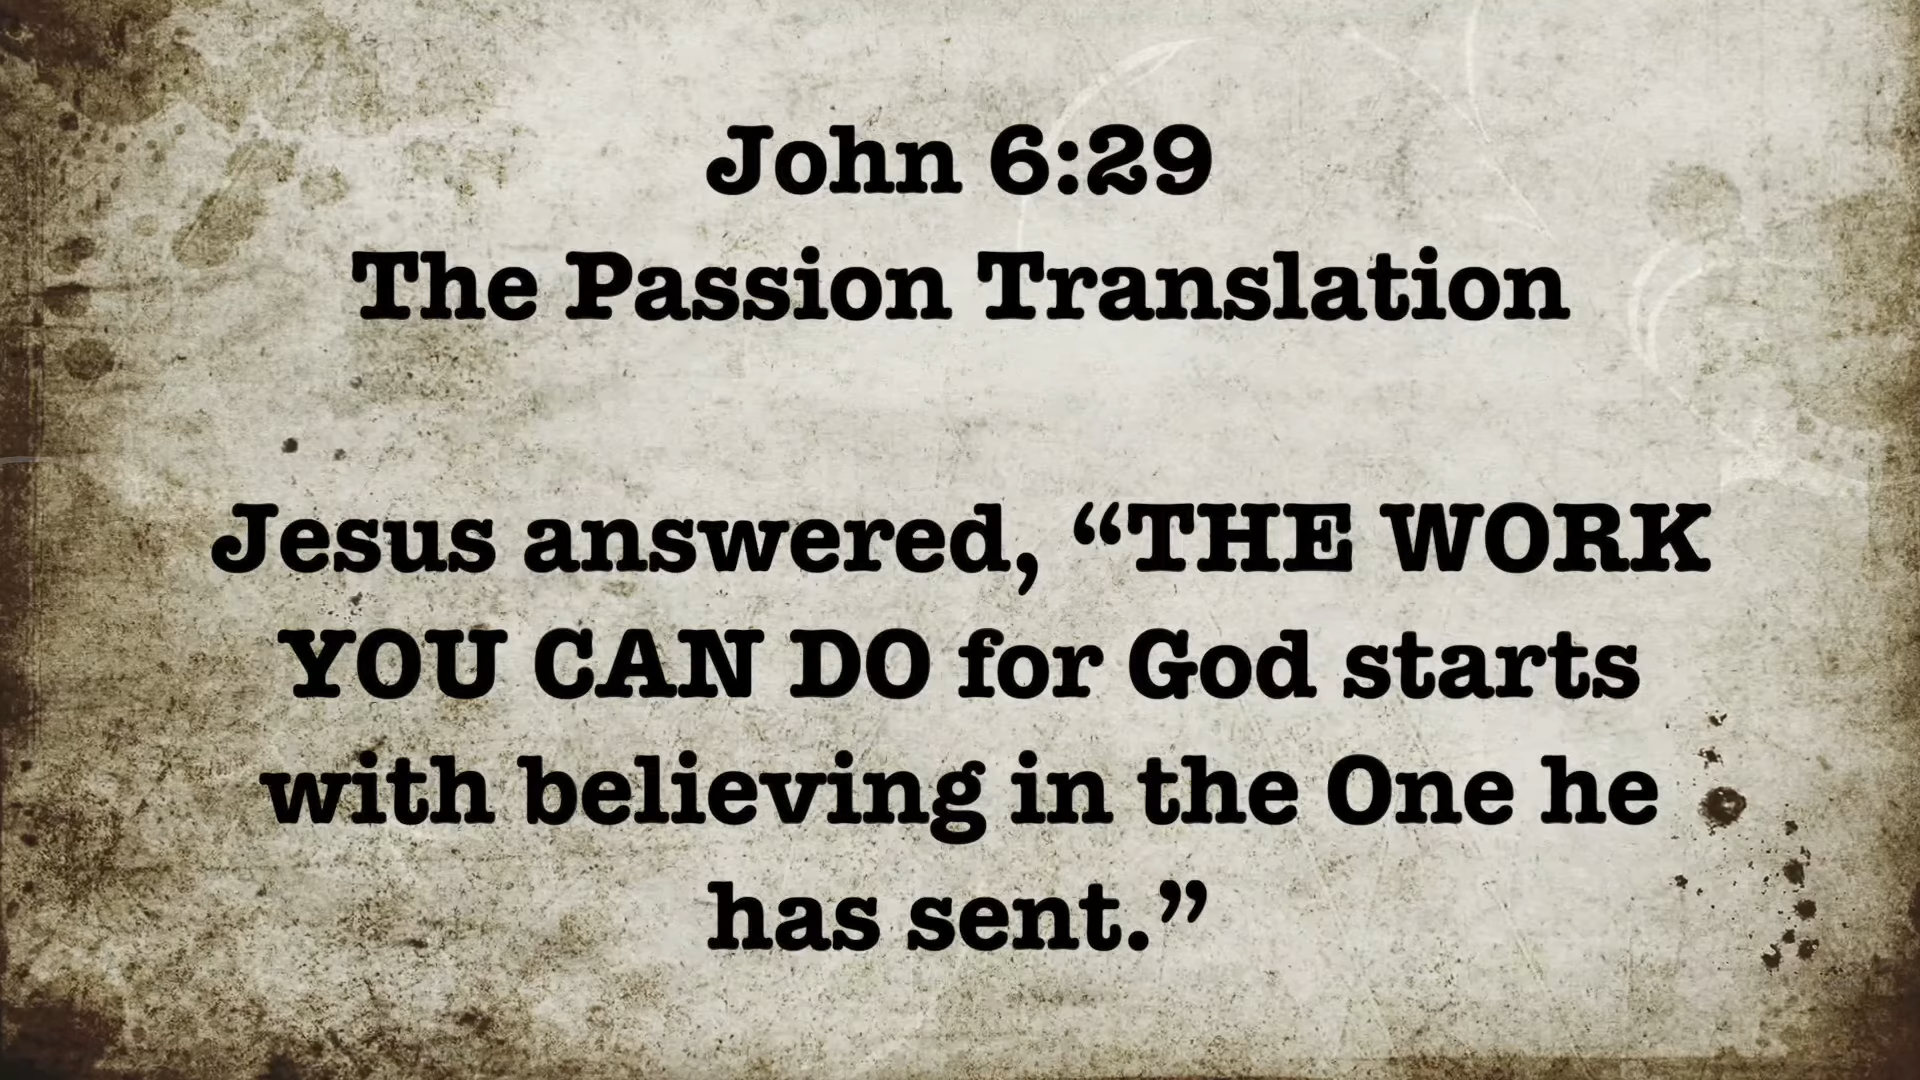 John 6:29
The Passion Translation
Jesus answered, “THE WORK
YOU CAN DO for God starts
with believing in the One he
has sent.”